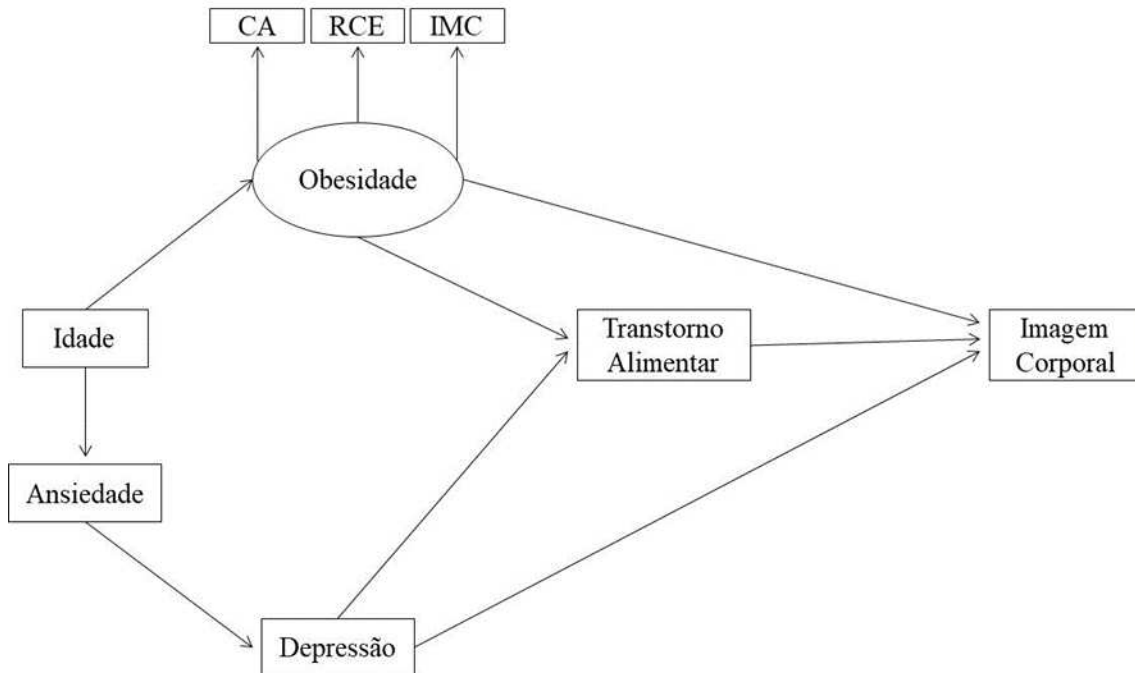 CA
RCE
IMC
Obesidade
Idade
Transtorno
Alimentar
Imagem
Corporal
Ansiedade
Depressão